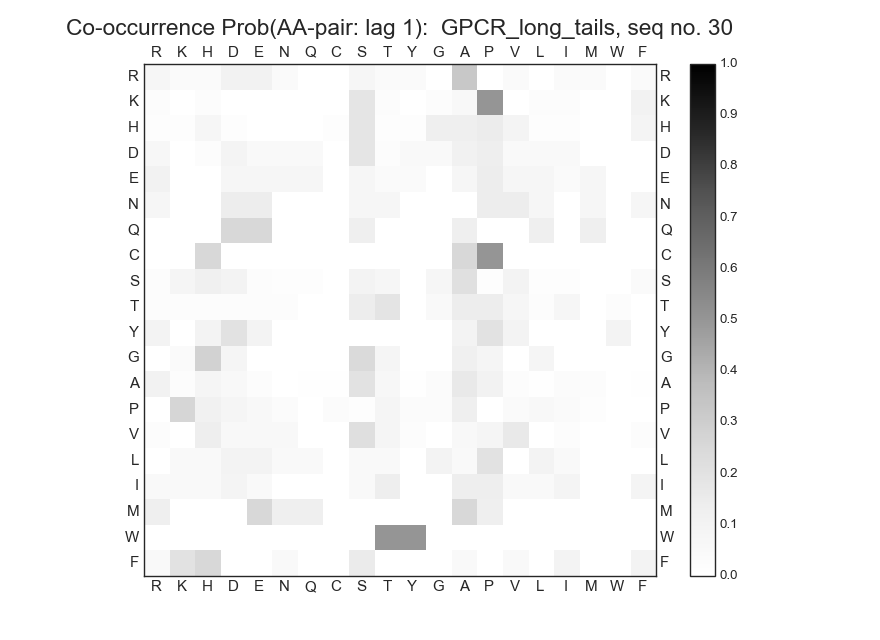 Co-occurrence Prob(AA-pair: lag 1):  GPCR_long_tails, seq no. 30
R K H D E N Q C S T Y G A P V L I M W F
R R 1.0
K K 0.9
H H
D D 0.8
E E
N N 0.7
Q Q
C C 0.6
S S
T T 0.5
Y Y
G G 0.4
A A
P P 0.3
V V
L L 0.2
I I
M M 0.1
W W
F F 0.0
R K H D E N Q C S T Y G A P V L I M W F